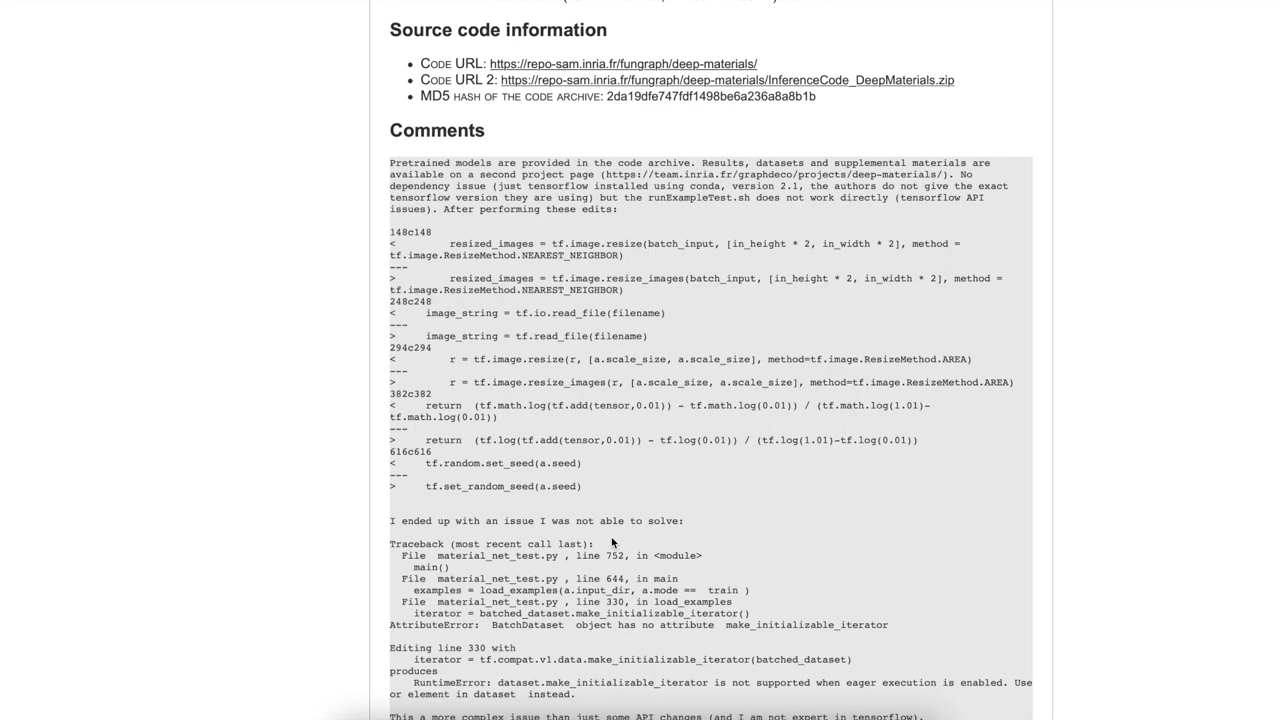 Source code information
• CODE URL: https://repo-sam.inria.fr/fungraph/deep-materials/
• CODE URL 2: https://repo-sam.inria.fr/fungraph/deep-materials/InferenceCode_DeepMaterials.zip
• MD5 HASH OF THE CODE ARCHIVE: 2da19dfe747fdf1498be6a236a8a8b1b
Comments
Pretrained models are provided in the code archive. Results, datasets and supplemental materials are
available on a second project page (https://team.inria.fr/graphdeco/projects/deep-materials/). No
dependency issue (just tensorflow installed using conda, version 2.1, the authors do not give the exact
tensorflow version they are using) but the runExampleTest.sh does not work directly (tensorflow API
issues). After performing these edits:
148c148
< resized_images = tf.image.resize(batch_input, [in_height * 2, in_width * 2], method =
tf.image.ResizeMethod.NEAREST_NEIGHBOR)
---
> resized_images = tf.image.resize_images(batch_input, [in_height * 2, in_width * 2], method =
tf.image.ResizeMethod.NEAREST_NEIGHBOR)
248c248
< image_string = tf.io.read_file(filename)
---
> image_string = tf.read_file(filename)
294c294
< r = tf.image.resize(r, [a.scale_size, a.scale_size], method=tf.image.ResizeMethod.AREA)
---
> r = tf.image.resize_images(r, [a.scale_size, a.scale_size], method=tf.image.ResizeMethod.AREA)
382c382
< return (tf.math.log(tf.add(tensor,0.01)) - tf.math.log(0.01)) / (tf.math.log(1.01)-
tf.math.log(0.01))
---
> return (tf.log(tf.add(tensor,0.01)) - tf.log(0.01)) / (tf.log(1.01)-tf.log(0.01))
616c616
< tf.random.set_seed(a.seed)
---
> tf.set_random_seed(a.seed)
I ended up with an issue I was not able to solve:
Traceback (most recent call last):
File material_net_test.py , line 752, in <module>
main()
File material_net_test.py , line 644, in main
examples = load_examples(a.input_dir, a.mode == train )
File material_net_test.py , line 330, in load_examples
iterator = batched_dataset.make_initializable_iterator()
AttributeError: BatchDataset object has no attribute make_initializable_iterator
Editing line 330 with
iterator = tf.compat.v1.data.make_initializable_iterator(batched_dataset)
produces
RuntimeError: dataset.make_initializable_iterator is not supported when eager execution is enabled. Use
or element in dataset instead.
This a more complex issue than just some API changes (and I am not expert in tensorflow).